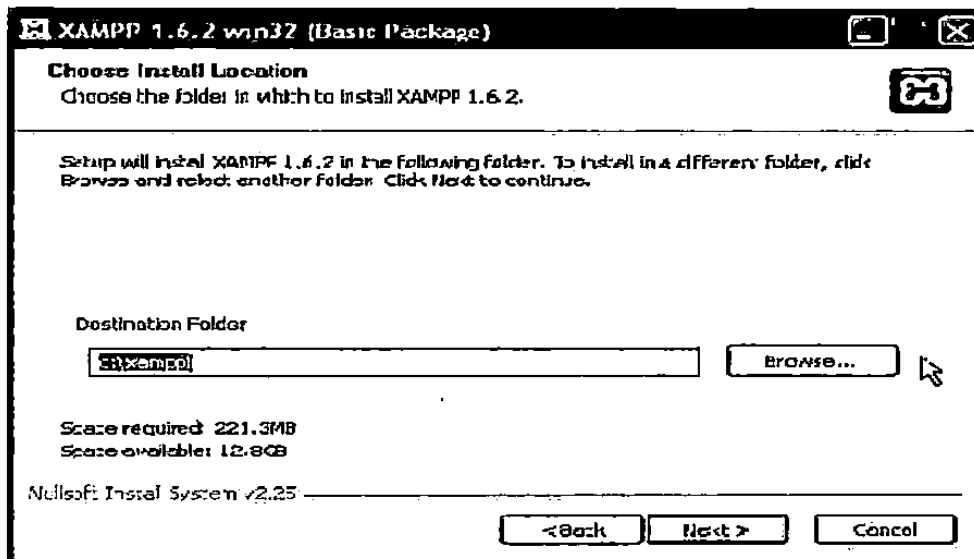 XAMPP 1.6.2 win32 (Basic Package)
Choose Install Location
Choose the folder in which to install XAMPP 1.6.2.
Setup will instal XAMPP 1.6.2 in the following folder. To install in a different folder, click
Browse and select another folder. Click Next to continue.
Destination Folder
c:\xampp\
Browse...
Space required: 221.3MB
Space available: 12.8GB
Nullsoft Install System v2.25
< Back
Next >
Cancel